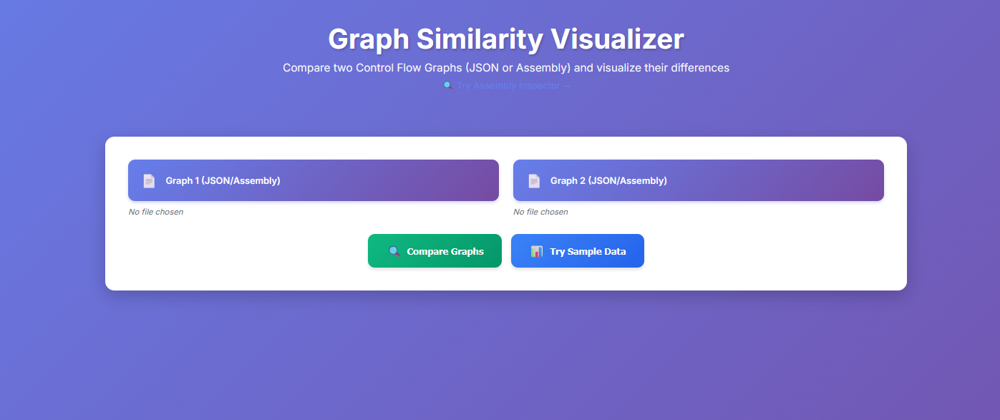 Graph Similarity Visualizer
Compare two Control Flow Graphs (JSON or Assembly) and visualize their differences
Try Assembly Inspector →
Graph 1 (JSON/Assembly)
Graph 2 (JSON/Assembly)
No file chosen
No file chosen
Compare Graphs
Try Sample Data